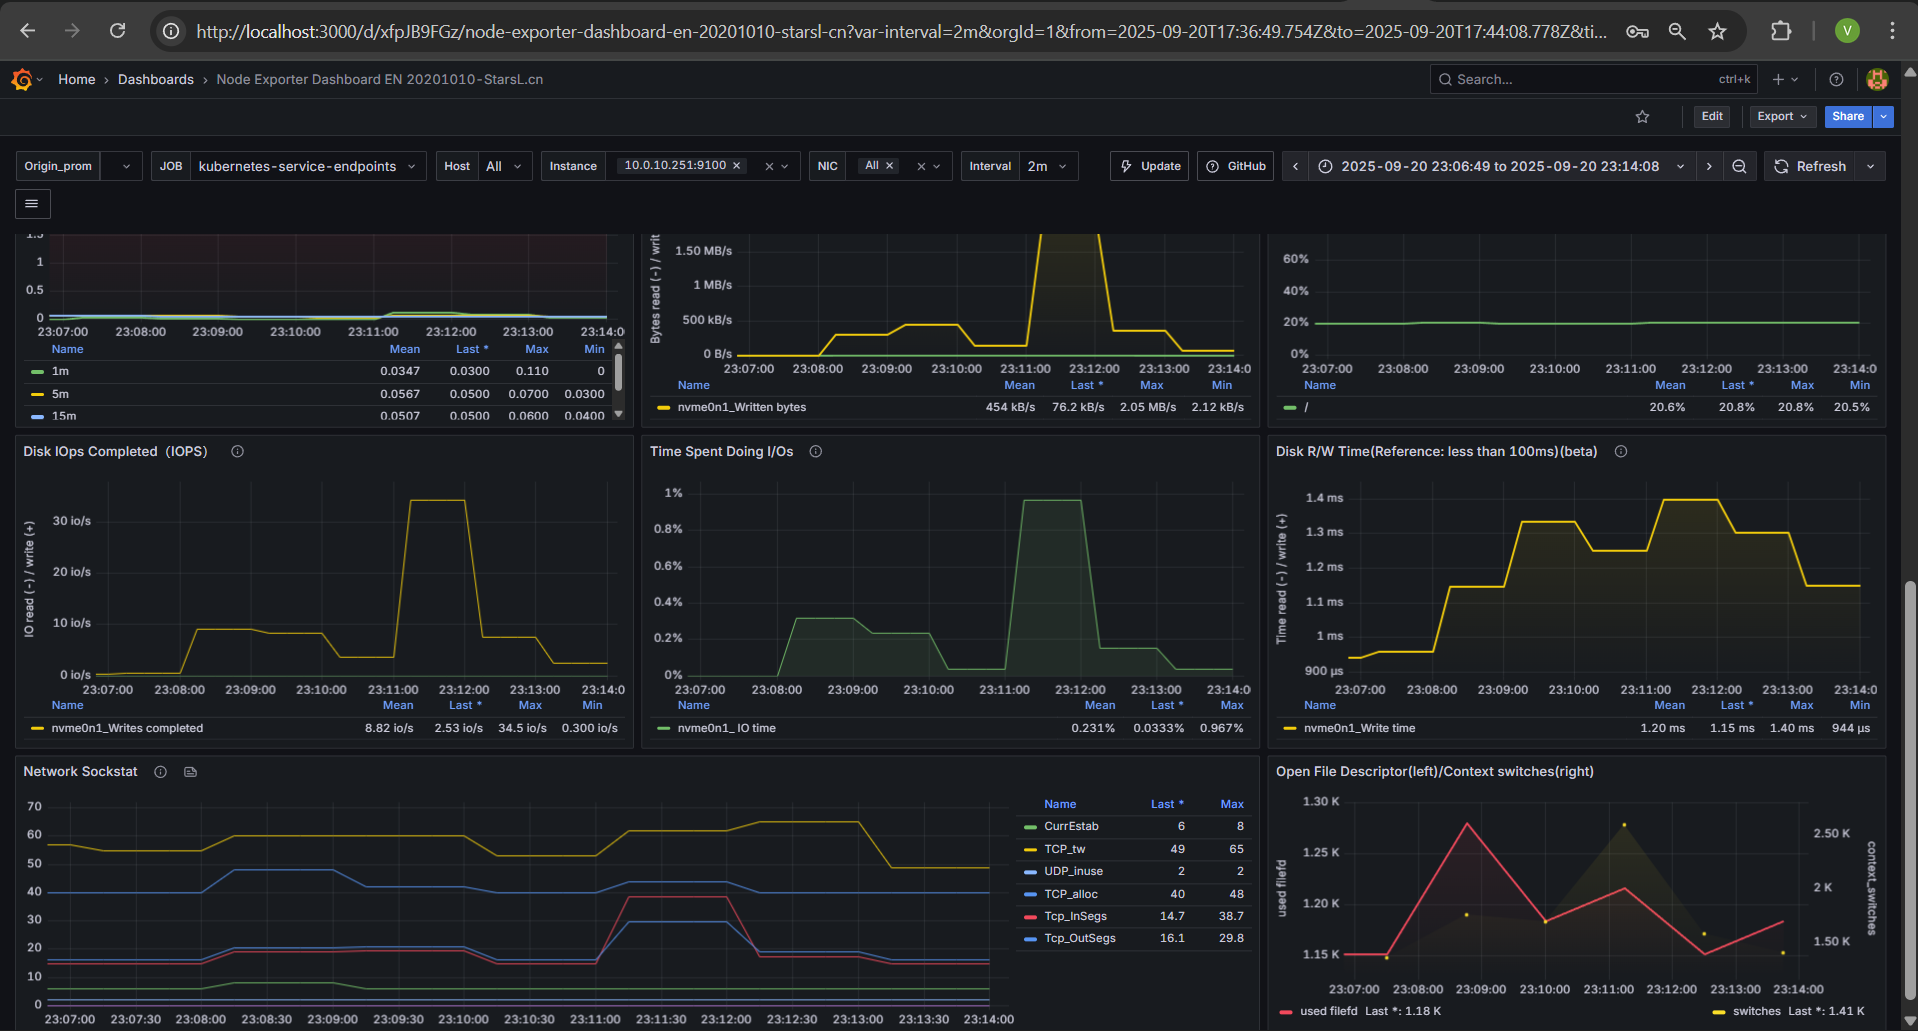 http://localhost:3000/d/xfpJB9FGz/node-exporter-dashboard-en-20201010-starsl-cn?var-interval=2m&orgId=1&from=2025-09-20T17:36:49.754Z&to=2025-09-20T17:44:08.778Z&ti...
V
Home › Dashboards › Node Exporter Dashboard EN 20201010-StarsL.cn
Search... ctrl+k
Edit Export Share
Origin_prom JOB kubernetes-service-endpoints Host All Instance 10.0.10.251:9100 NIC All Interval 2m Update GitHub 2025-09-20 23:06:49 to 2025-09-20 23:14:08 Refresh
1.5
1
0.5
0
23:07:00 23:08:00 23:09:00 23:10:00 23:11:00 23:12:00 23:13:00 23:14:0
Name Mean Last * Max Min
1m 0.0347 0.0300 0.110 0
5m 0.0567 0.0500 0.0700 0.0300
15m 0.0507 0.0500 0.0600 0.0400
Bytes read (-) / writ
1.50 MB/s
1 MB/s
500 kB/s
0 B/s
23:07:00 23:08:00 23:09:00 23:10:00 23:11:00 23:12:00 23:13:00 23:14:0
Name Mean Last * Max Min
nvme0n1_Written bytes 454 kB/s 76.2 kB/s 2.05 MB/s 2.12 kB/s
60%
40%
20%
0%
23:07:00 23:08:00 23:09:00 23:10:00 23:11:00 23:12:00 23:13:00 23:14:0
Name Mean Last * Max Min
/ 20.6% 20.8% 20.8% 20.5%
Disk IOps Completed（IOPS）
IO read (-) / write (+)
30 io/s
20 io/s
10 io/s
0 io/s
23:07:00 23:08:00 23:09:00 23:10:00 23:11:00 23:12:00 23:13:00 23:14:0
Name Mean Last * Max Min
nvme0n1_Writes completed 8.82 io/s 2.53 io/s 34.5 io/s 0.300 io/s
Time Spent Doing I/Os
1%
0.8%
0.6%
0.4%
0.2%
0%
23:07:00 23:08:00 23:09:00 23:10:00 23:11:00 23:12:00 23:13:00 23:14:0
Name Mean Last * Max
nvme0n1_ IO time 0.231% 0.0333% 0.967%
Disk R/W Time(Reference: less than 100ms)(beta)
Time read (-) / write (+)
1.4 ms
1.3 ms
1.2 ms
1.1 ms
1 ms
900 µs
23:07:00 23:08:00 23:09:00 23:10:00 23:11:00 23:12:00 23:13:00 23:14:0
Name Mean Last * Max Min
nvme0n1_Write time 1.20 ms 1.15 ms 1.40 ms 944 µs
Network Sockstat
70
60
50
40
30
20
10
0
23:07:00 23:07:30 23:08:00 23:08:30 23:09:00 23:09:30 23:10:00 23:10:30 23:11:00 23:11:30 23:12:00 23:12:30 23:13:00 23:13:30 23:14:00
Name Last * Max
CurrEstab 6 8
TCP_tw 49 65
UDP_inuse 2 2
TCP_alloc 40 48
Tcp_InSegs 14.7 38.7
Tcp_OutSegs 16.1 29.8
Open File Descriptor(left)/Context switches(right)
used filefd
1.30 K
1.25 K
1.20 K
1.15 K
2.50 K
2 K
1.50 K
context_switches
23:07:00 23:08:00 23:09:00 23:10:00 23:11:00 23:12:00 23:13:00 23:14:00
used filefd Last *: 1.18 K switches Last *: 1.41 K